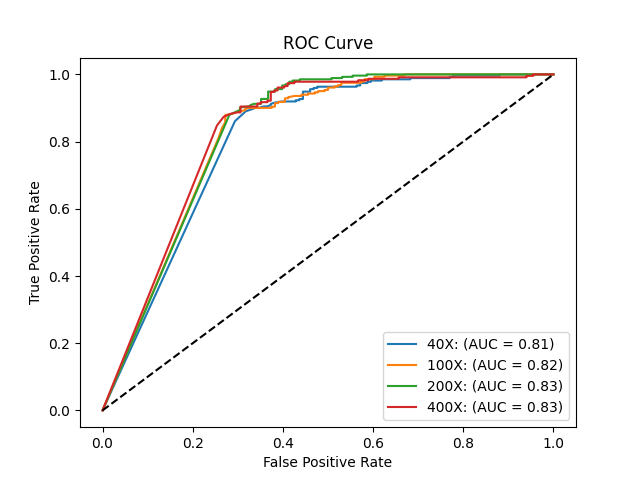 ROC Curve
True Positive Rate
1.0
0.8
0.6
0.4
0.2
0.0
0.0 0.2 0.4 0.6 0.8 1.0
False Positive Rate
40X: (AUC = 0.81)
100X: (AUC = 0.82)
200X: (AUC = 0.83)
400X: (AUC = 0.83)